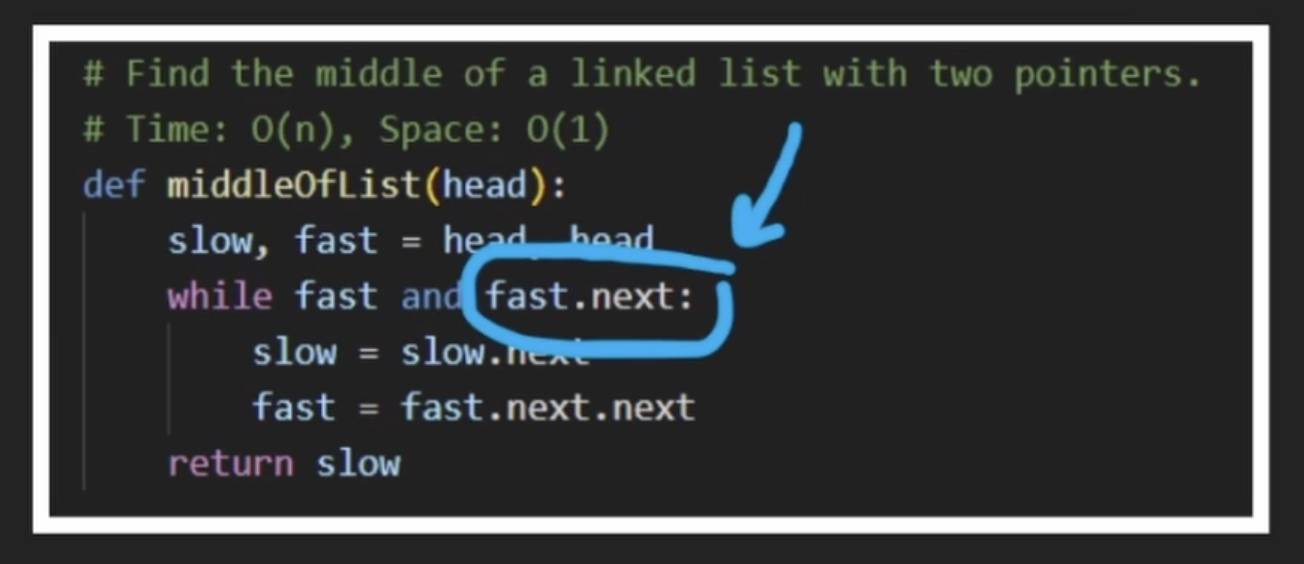 # Find the middle of a linked list with two pointers.
# Time: O(n), Space: O(1)
def middleOfList(head):
slow, fast = head, head
while fast and fast.next:
slow = slow.next
fast = fast.next.next
return slow